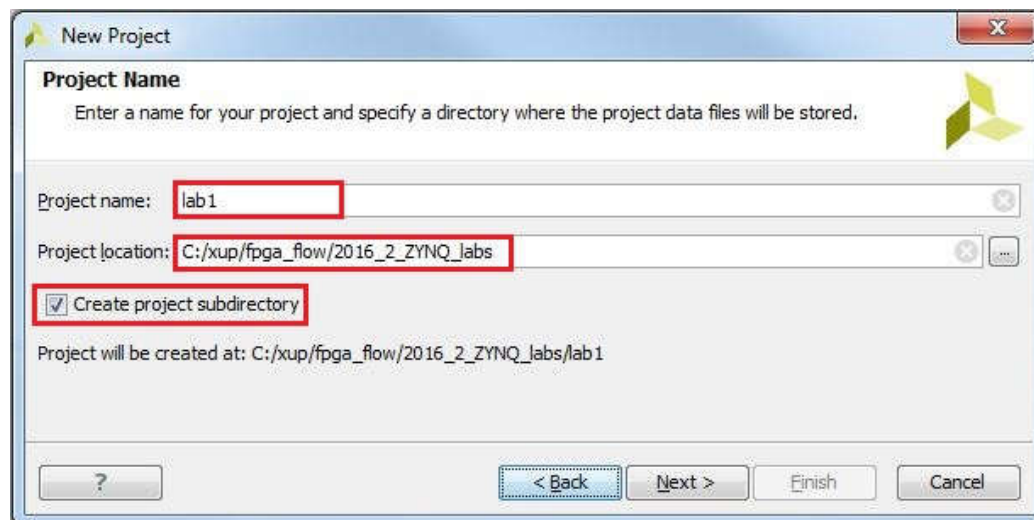 New Project
Project Name
Enter a name for your project and specify a directory where the project data files will be stored.
Project name: lab1
Project location: C:/xup/fpga_flow/2016_2_ZYNQ_labs ...
Create project subdirectory
Project will be created at: C:/xup/fpga_flow/2016_2_ZYNQ_labs/lab1
? < Back Next > Finish Cancel